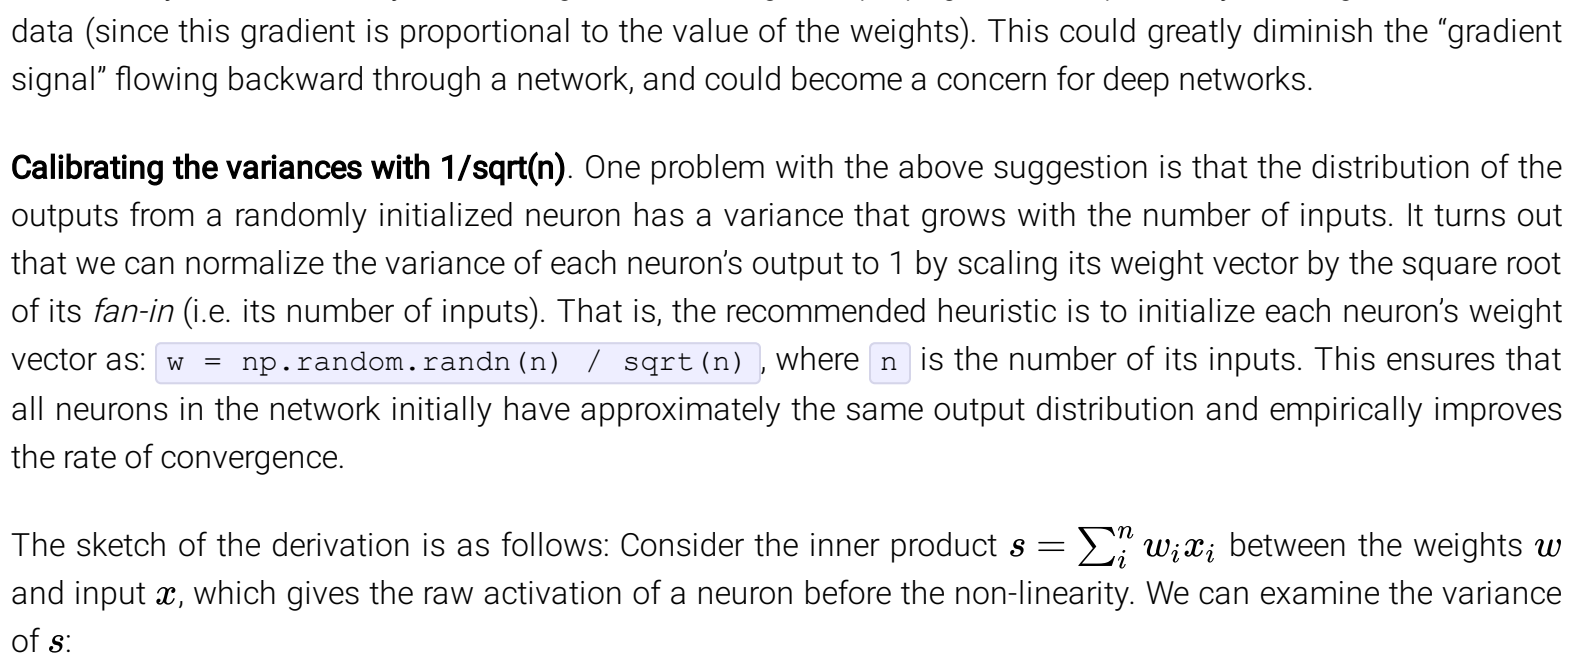 data (since this gradient is proportional to the value of the weights). This could greatly diminish the “gradient
signal” flowing backward through a network, and could become a concern for deep networks.
Calibrating the variances with 1/sqrt(n). One problem with the above suggestion is that the distribution of the
outputs from a randomly initialized neuron has a variance that grows with the number of inputs. It turns out
that we can normalize the variance of each neuron’s output to 1 by scaling its weight vector by the square root
of its fan-in (i.e. its number of inputs). That is, the recommended heuristic is to initialize each neuron’s weight
vector as: w = np.random.randn(n) / sqrt(n), where n is the number of its inputs. This ensures that
all neurons in the network initially have approximately the same output distribution and empirically improves
the rate of convergence.
The sketch of the derivation is as follows: Consider the inner product s = ∑ᵢⁿ wᵢxᵢ between the weights w
and input x, which gives the raw activation of a neuron before the non-linearity. We can examine the variance
of s: